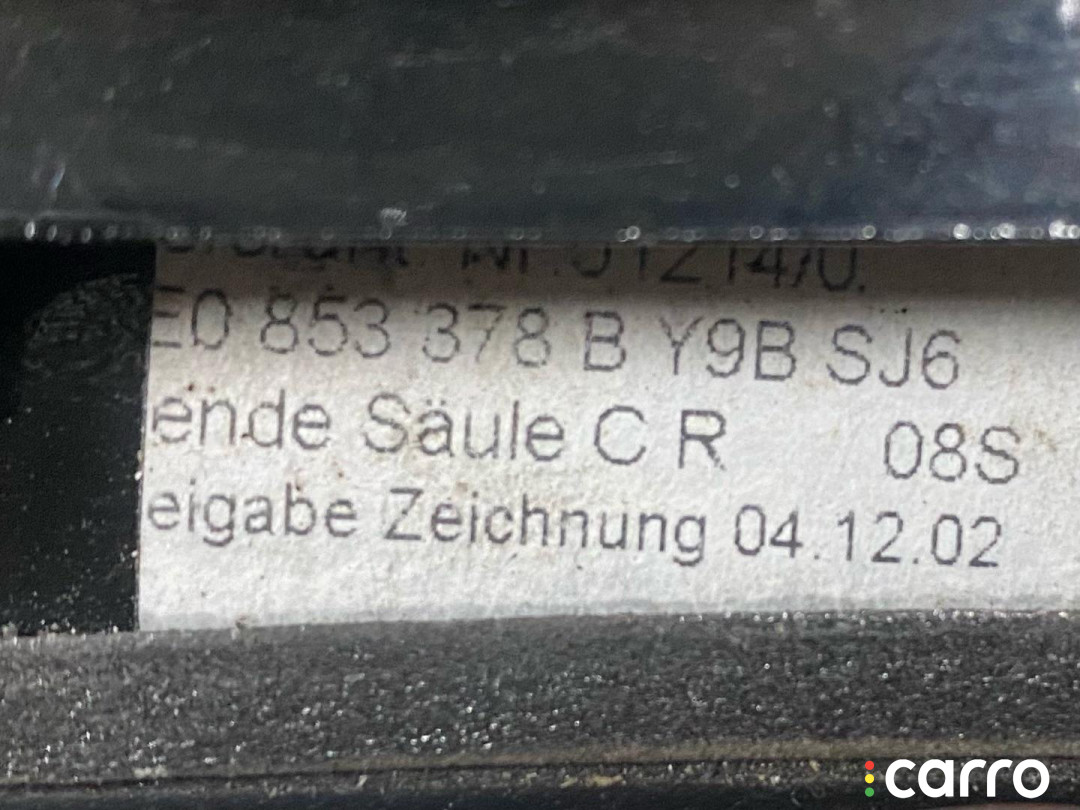 E0 853 378 B Y9B SJ6
ende Säule C R 08S
eigabe Zeichnung 04.12.02
carro